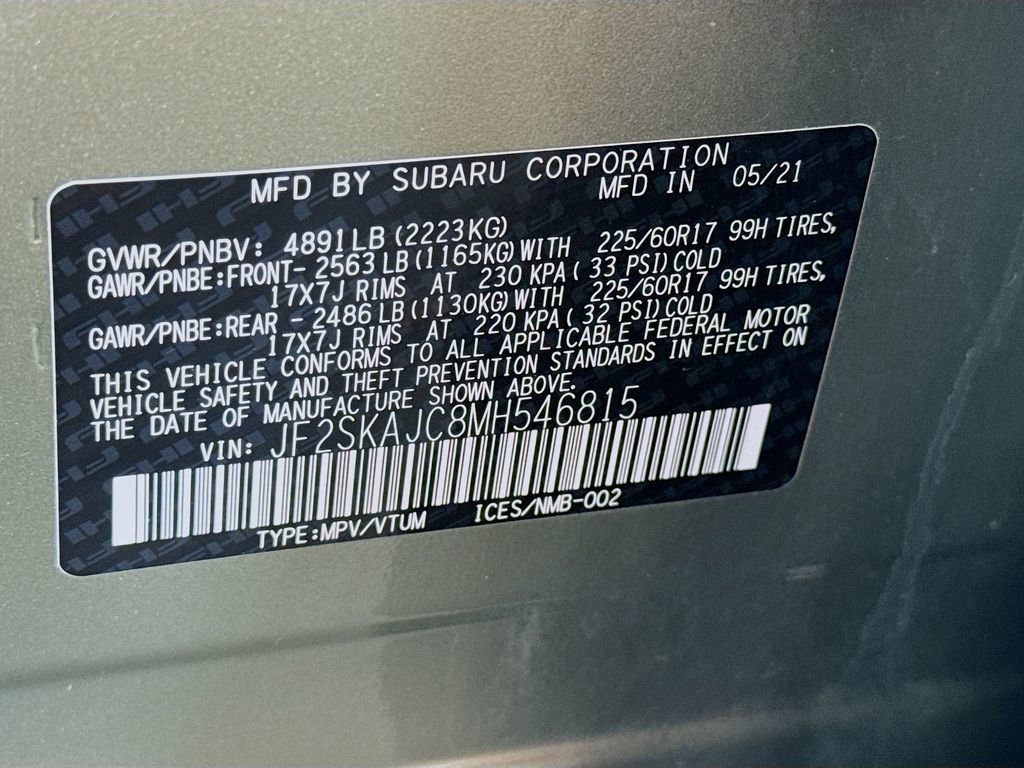 MFD BY SUBARU CORPORATION
MFD IN 05/21
GVWR/PNBV: 4891LB (2223KG)
GAWR/PNBE:FRONT- 2563 LB (1165KG) WITH 225/60R17 99H TIRES,
17X7J RIMS AT 230 KPA ( 33 PSI) COLD
GAWR/PNBE:REAR - 2486 LB (1130KG) WITH 225/60R17 99H TIRES,
17X7J RIMS AT 220 KPA ( 32 PSI) COLD
THIS VEHICLE CONFORMS TO ALL APPLICABLE FEDERAL MOTOR
VEHICLE SAFETY AND THEFT PREVENTION STANDARDS IN EFFECT ON
THE DATE OF MANUFACTURE SHOWN ABOVE.
VIN: JF2SKAJC8MH546815
TYPE:MPV/VTUM ICES/NMB-002